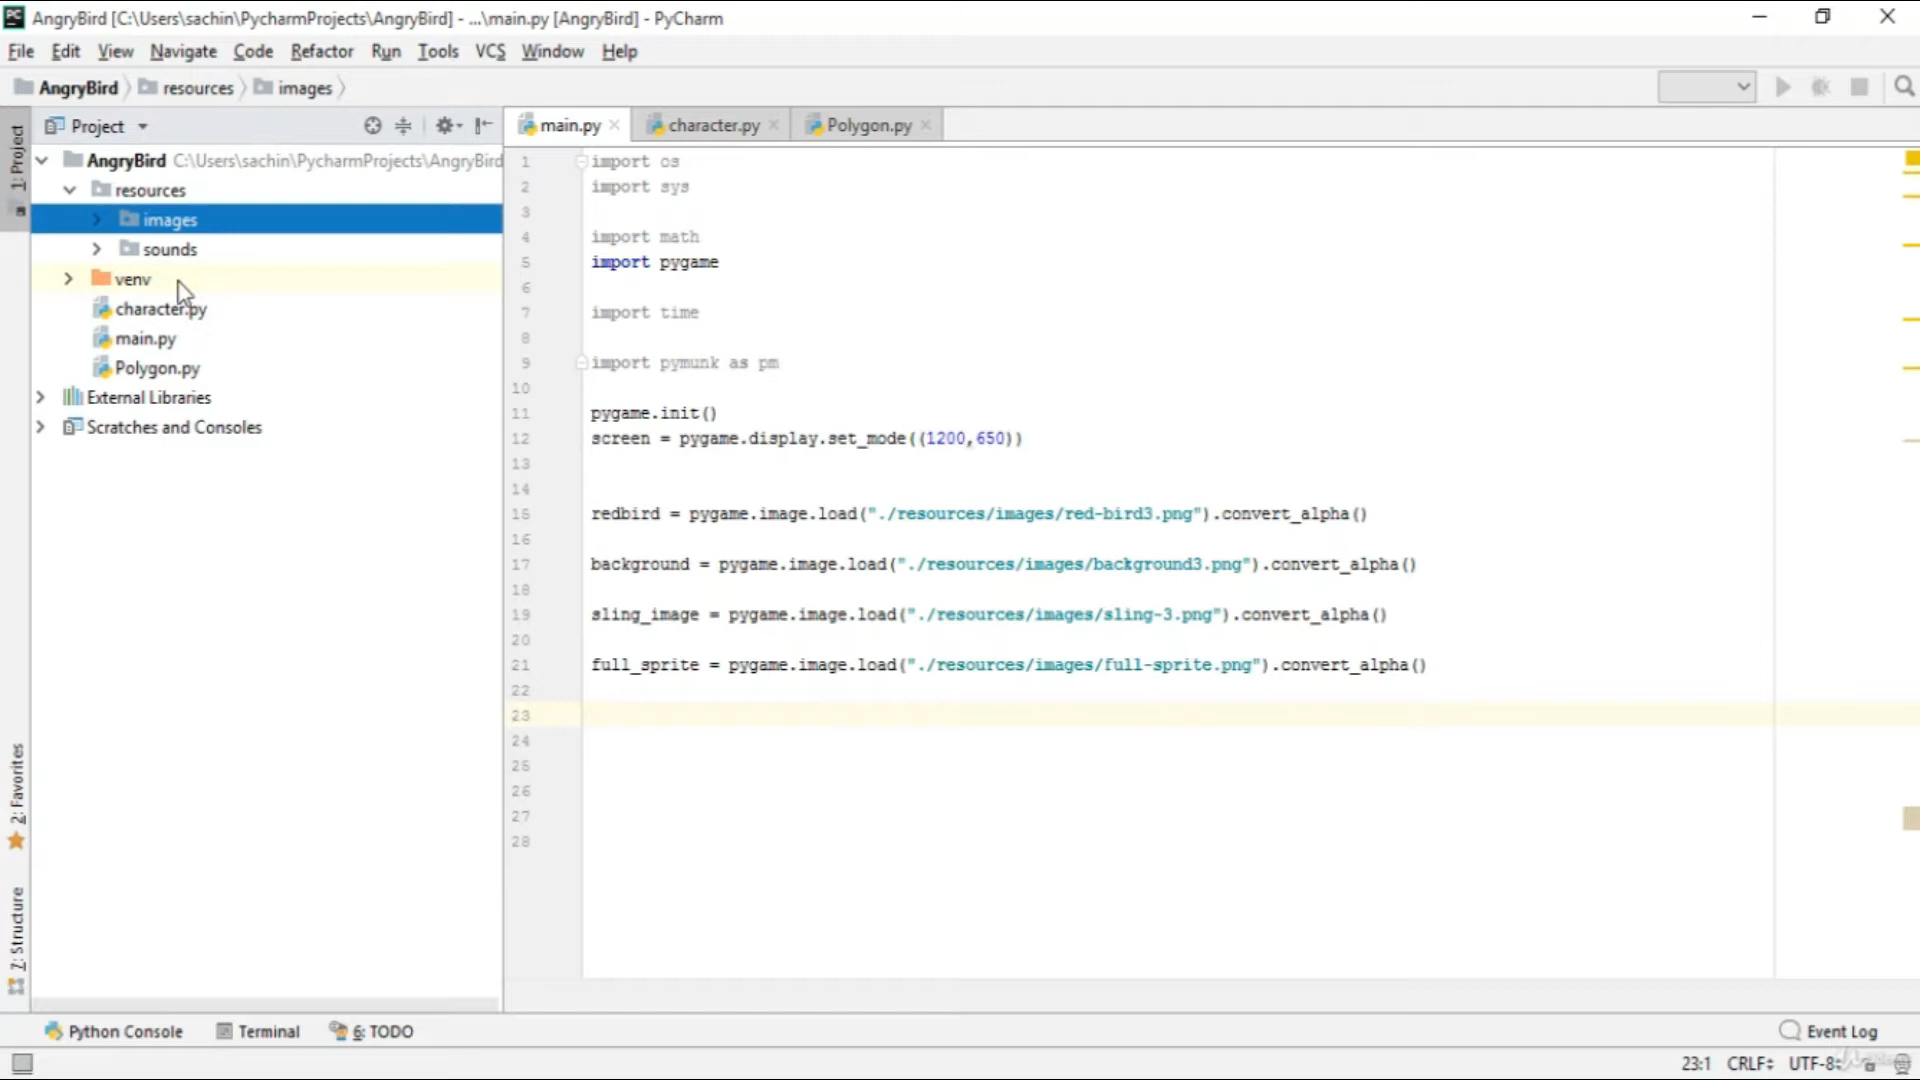 AngryBird [C:\Users\sachin\PycharmProjects\AngryBird] - ...\main.py [AngryBird] - PyCharm
File Edit View Navigate Code Refactor Run Tools VCS Window Help
AngryBird resources images
1: Project
Project
main.py character.py Polygon.py
AngryBird C:\Users\sachin\PycharmProjects\AngryBird
resources
images
sounds
venv
character.py
main.py
Polygon.py
External Libraries
Scratches and Consoles
1 import os
2 import sys
3
4 import math
5 import pygame
6
7 import time
8
9 import pymunk as pm
10
11 pygame.init()
12 screen = pygame.display.set_mode((1200,650))
13
14
15 redbird = pygame.image.load("./resources/images/red-bird3.png").convert_alpha()
16
17 background = pygame.image.load("./resources/images/background3.png").convert_alpha()
18
19 sling_image = pygame.image.load("./resources/images/sling-3.png").convert_alpha()
20
21 full_sprite = pygame.image.load("./resources/images/full-sprite.png").convert_alpha()
22
23
24
25
26
27
28
2: Favorites
7: Structure
Python Console Terminal 6: TODO Event Log
23:1 CRLF UTF-8